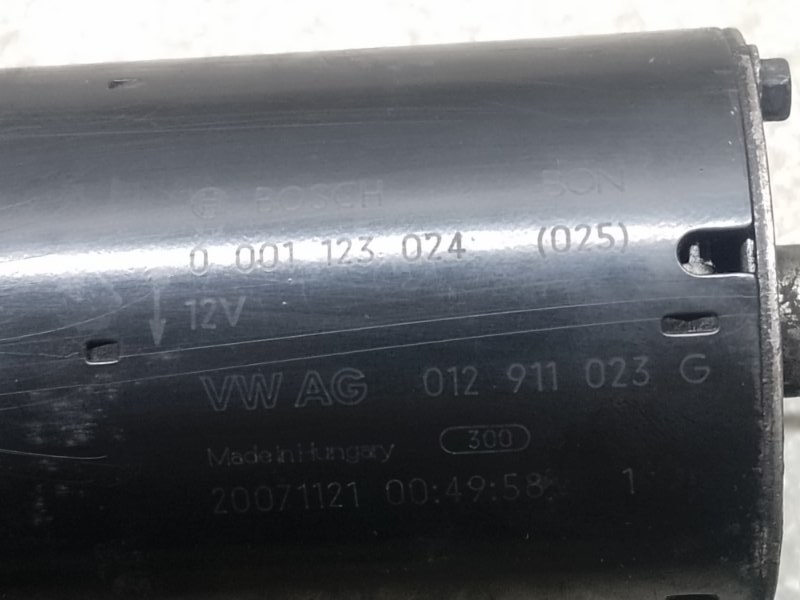 BOSCH SON
0 001 123 024 (025)
12V
VW AG 012 911 023 G
Made in Hungary 300
20071121 00:49:58 1